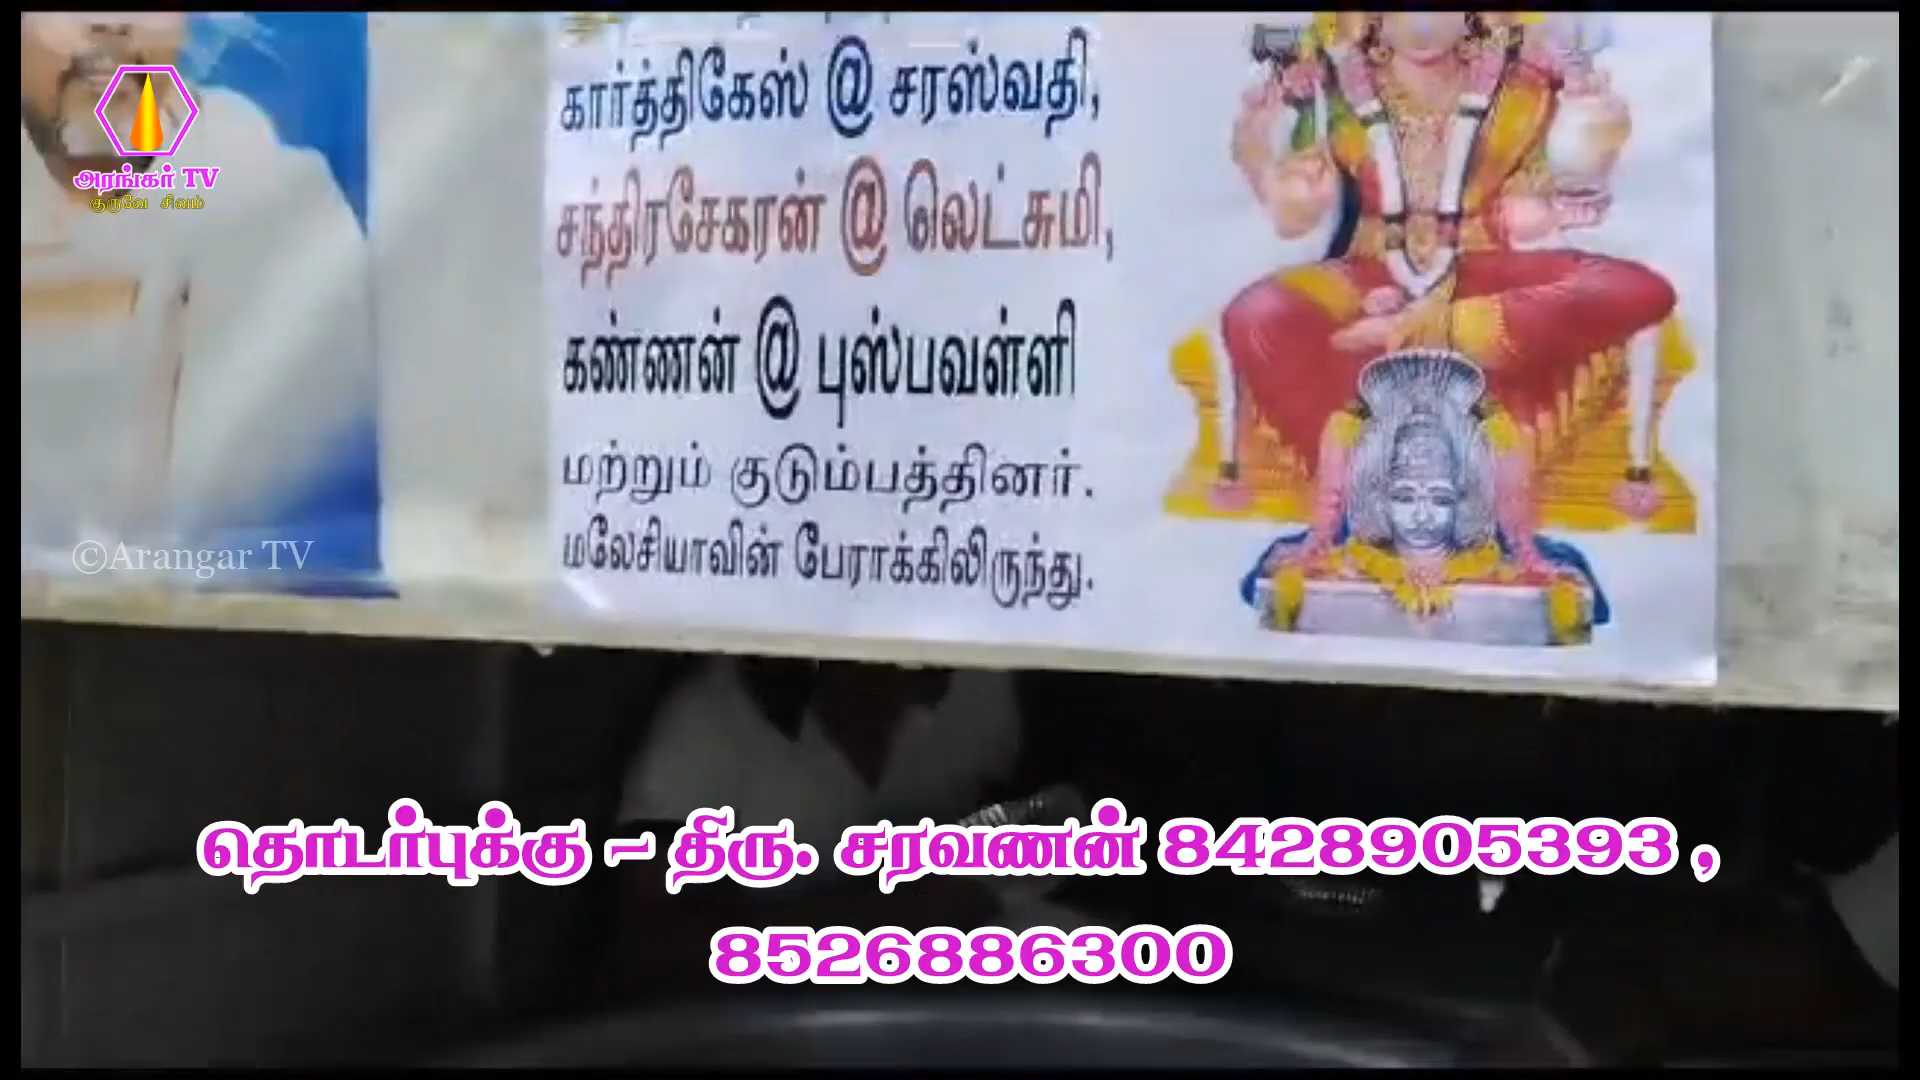 அரங்கர் TV
குருவே சிவம்
கார்த்திகேஸ் @ சரஸ்வதி,
சந்திரசேகரன் @ லெட்சுமி,
கண்ணன் @ புஸ்பவள்ளி
மற்றும் குடும்பத்தினர்.
மலேசியாவின் பேராக்கிலிருந்து.
©Arangar TV
தொடர்புக்கு - திரு. சரவணன் 8428905393 ,
8526886300